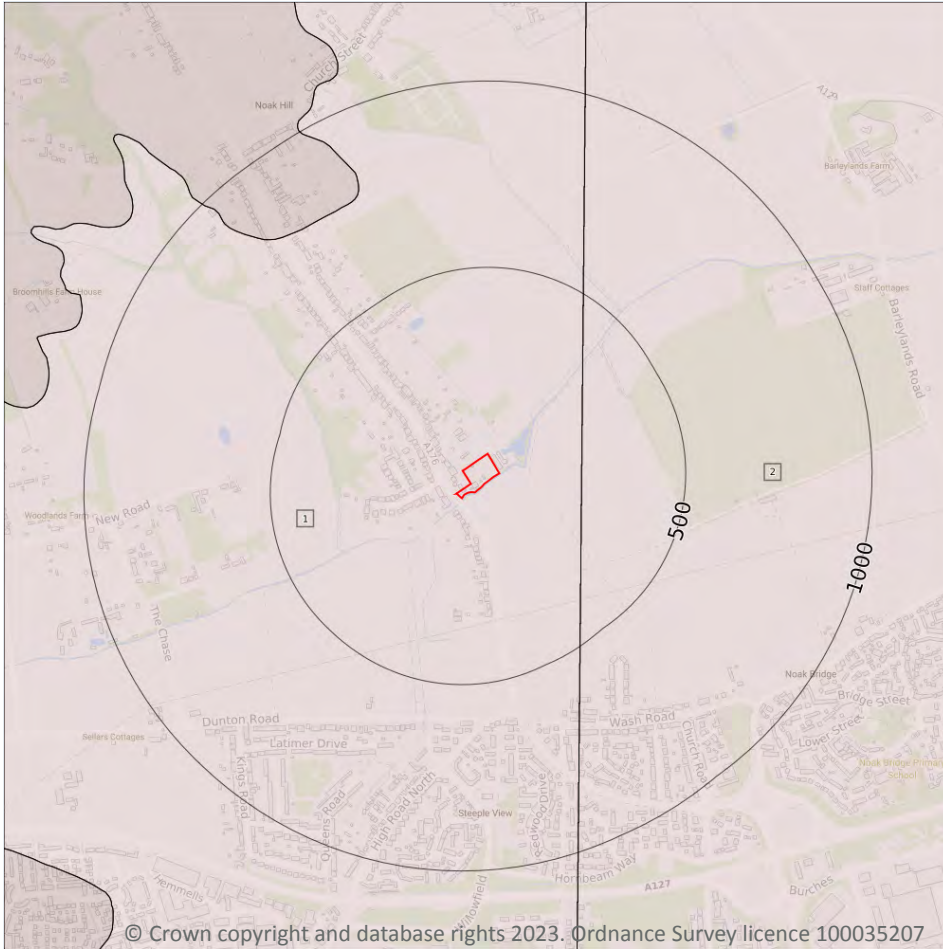 Church Street
Noak Hill
A129
Barleylands Farm
Broomhills Farm House
Staff Cottages
Barleylands Road
A176
2
New Road
Woodlands Farm
1
500
1000
The Chase
Noak Bridge
Bridge Street
Dunton Road
Wash Road
Lower Street
Sellers Cottages
Latimer Drive
Church Road
Noak Bridge Primary
School
Kings Road
Queens Road
High Road North
Steeple View
Hornbeam Way
Hemmells
A127
Burches
© Crown copyright and database rights 2023. Ordnance Survey licence 100035207